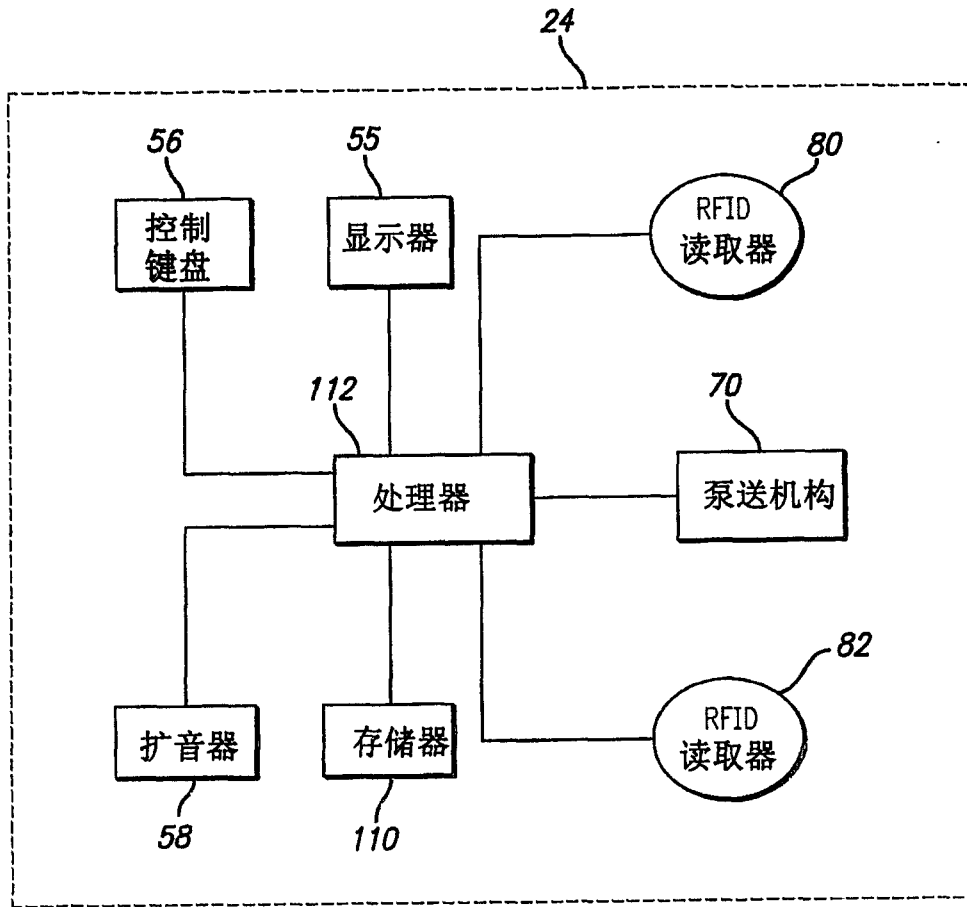 24
56
控制
键盘
55
显示器
80
RFID
读取器
112
处理器
70
泵送机构
扩音器
58
存储器
110
82
RFID
读取器